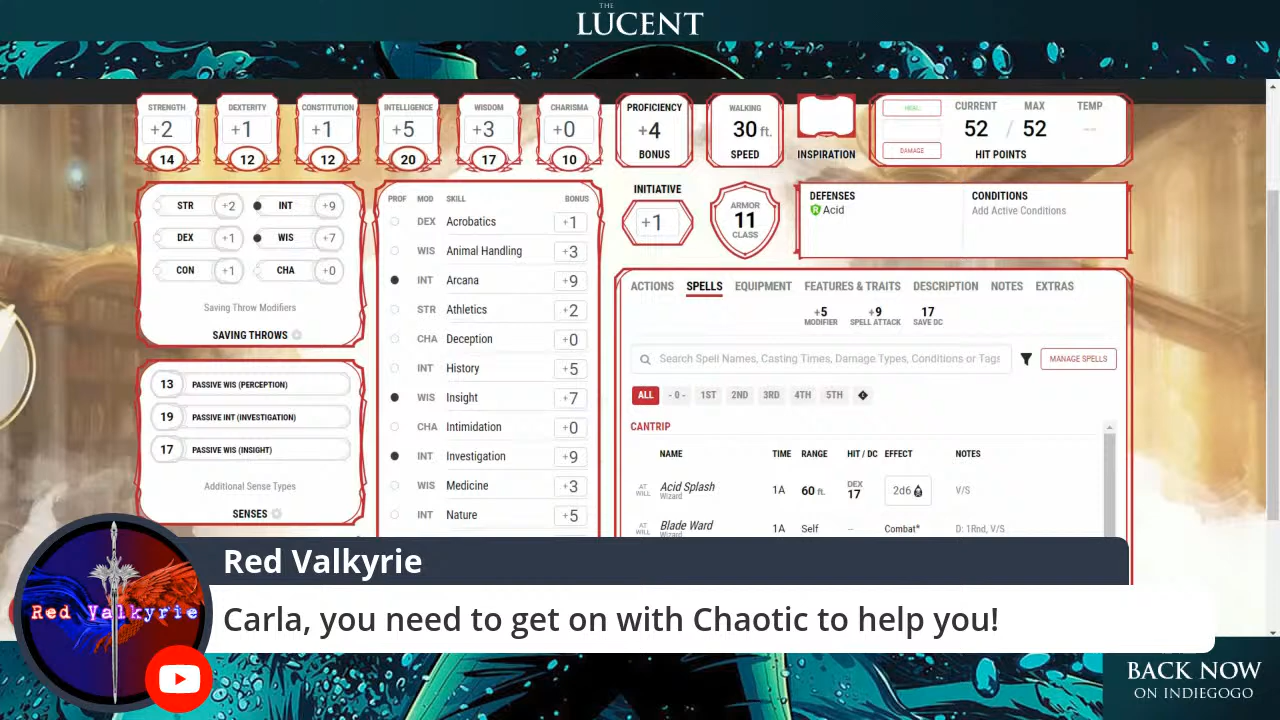 THE
LUCENT
STRENGTH
+2
14
DEXTERITY
+1
12
CONSTITUTION
+1
12
INTELLIGENCE
+5
20
WISDOM
+3
17
CHARISMA
+0
10
PROFICIENCY
+4
BONUS
WALKING
30 ft.
SPEED
INSPIRATION
HEAL
DAMAGE
CURRENT MAX TEMP
52 / 52 --
HIT POINTS
STR +2 INT +9
DEX +1 WIS +7
CON +1 CHA +0
Saving Throw Modifiers
SAVING THROWS
13 PASSIVE WIS (PERCEPTION)
19 PASSIVE INT (INVESTIGATION)
17 PASSIVE WIS (INSIGHT)
Additional Sense Types
SENSES
PROF MOD SKILL BONUS
DEX Acrobatics +1
WIS Animal Handling +3
INT Arcana +9
STR Athletics +2
CHA Deception +0
INT History +5
WIS Insight +7
CHA Intimidation +0
INT Investigation +9
WIS Medicine +3
INT Nature +5
INITIATIVE
+1
ARMOR
11
CLASS
DEFENSES
R Acid
CONDITIONS
Add Active Conditions
ACTIONS SPELLS EQUIPMENT FEATURES & TRAITS DESCRIPTION NOTES EXTRAS
+5 +9 17
MODIFIER SPELL ATTACK SAVE DC
Search Spell Names, Casting Times, Damage Types, Conditions or Tags
MANAGE SPELLS
ALL - 0 - 1ST 2ND 3RD 4TH 5TH
CANTRIP
NAME TIME RANGE HIT / DC EFFECT NOTES
AT WILL Acid Splash 1A 60 ft. DEX 17 2d6 V/S
Wizard
AT WILL Blade Ward 1A Self -- Combat* D: 1Rnd, V/S
Wizard
Red Valkyrie
Red Valkyrie
Carla, you need to get on with Chaotic to help you!
BACK NOW
ON INDIEGOGO